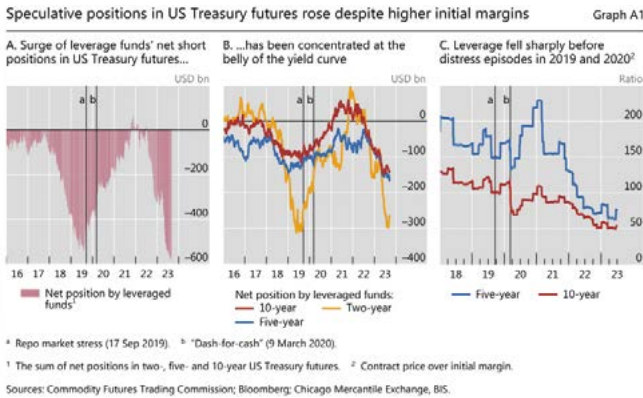 Speculative positions in US Treasury futures rose despite higher initial margins Graph A1
A. Surge of leverage funds' net short positions in US Treasury futures...
USD bn
a b
0
–200
–400
–600
16 17 18 19 20 21 22 23
Net position by leveraged funds¹
B. ...has been concentrated at the belly of the yield curve
USD bn
a b
0
–100
–200
–300
–400
16 17 18 19 20 21 22 23
Net position by leveraged funds:
10-year Two-year
Five-year
C. Leverage fell sharply before distress episodes in 2019 and 2020²
Ratio
a b
200
150
100
50
0
18 19 20 21 22 23
Five-year 10-year
ᵃ Repo market stress (17 Sep 2019). ᵇ "Dash-for-cash" (9 March 2020).
¹ The sum of net positions in two-, five- and 10-year US Treasury futures. ² Contract price over initial margin.
Sources: Commodity Futures Trading Commission; Bloomberg; Chicago Mercantile Exchange, BIS.